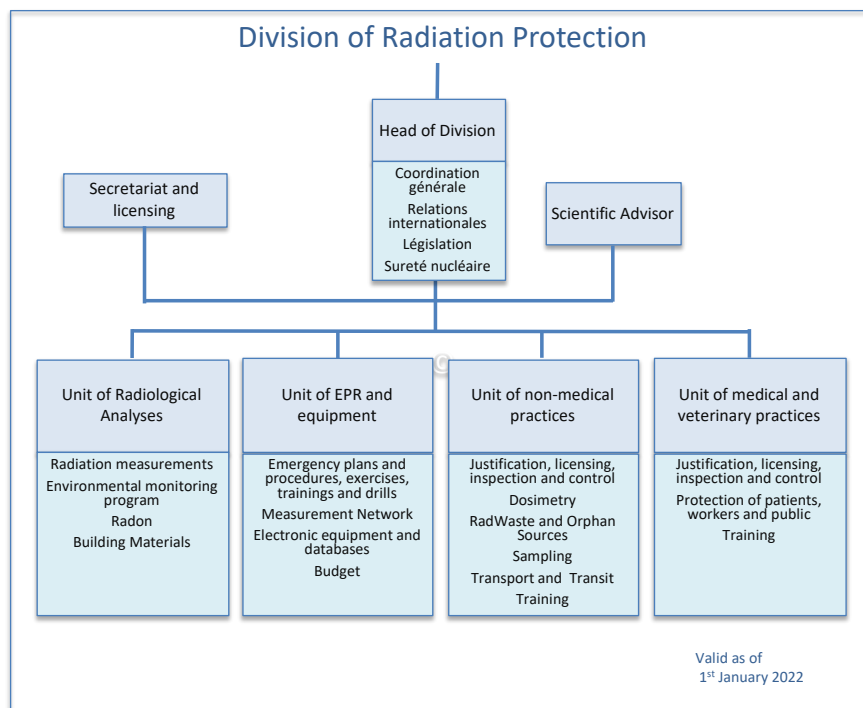 Division of Radiation Protection
Head of Division
Coordination
générale
Relations
internationales
Législation
Sureté nucléaire
Secretariat and
licensing
Scientific Advisor
Unit of Radiological
Analyses
Radiation measurements
Environmental monitoring
program
Radon
Building Materials
Unit of EPR and
equipment
Emergency plans and
procedures, exercises,
trainings and drills
Measurement Network
Electronic equipment and
databases
Budget
Unit of non-medical
practices
Justification, licensing,
inspection and control
Dosimetry
RadWaste and Orphan
Sources
Sampling
Transport and  Transit
Training
Unit of medical and
veterinary practices
Justification, licensing,
inspection and control
Protection of patients,
workers and public
Training
Valid as of
1st January 2022